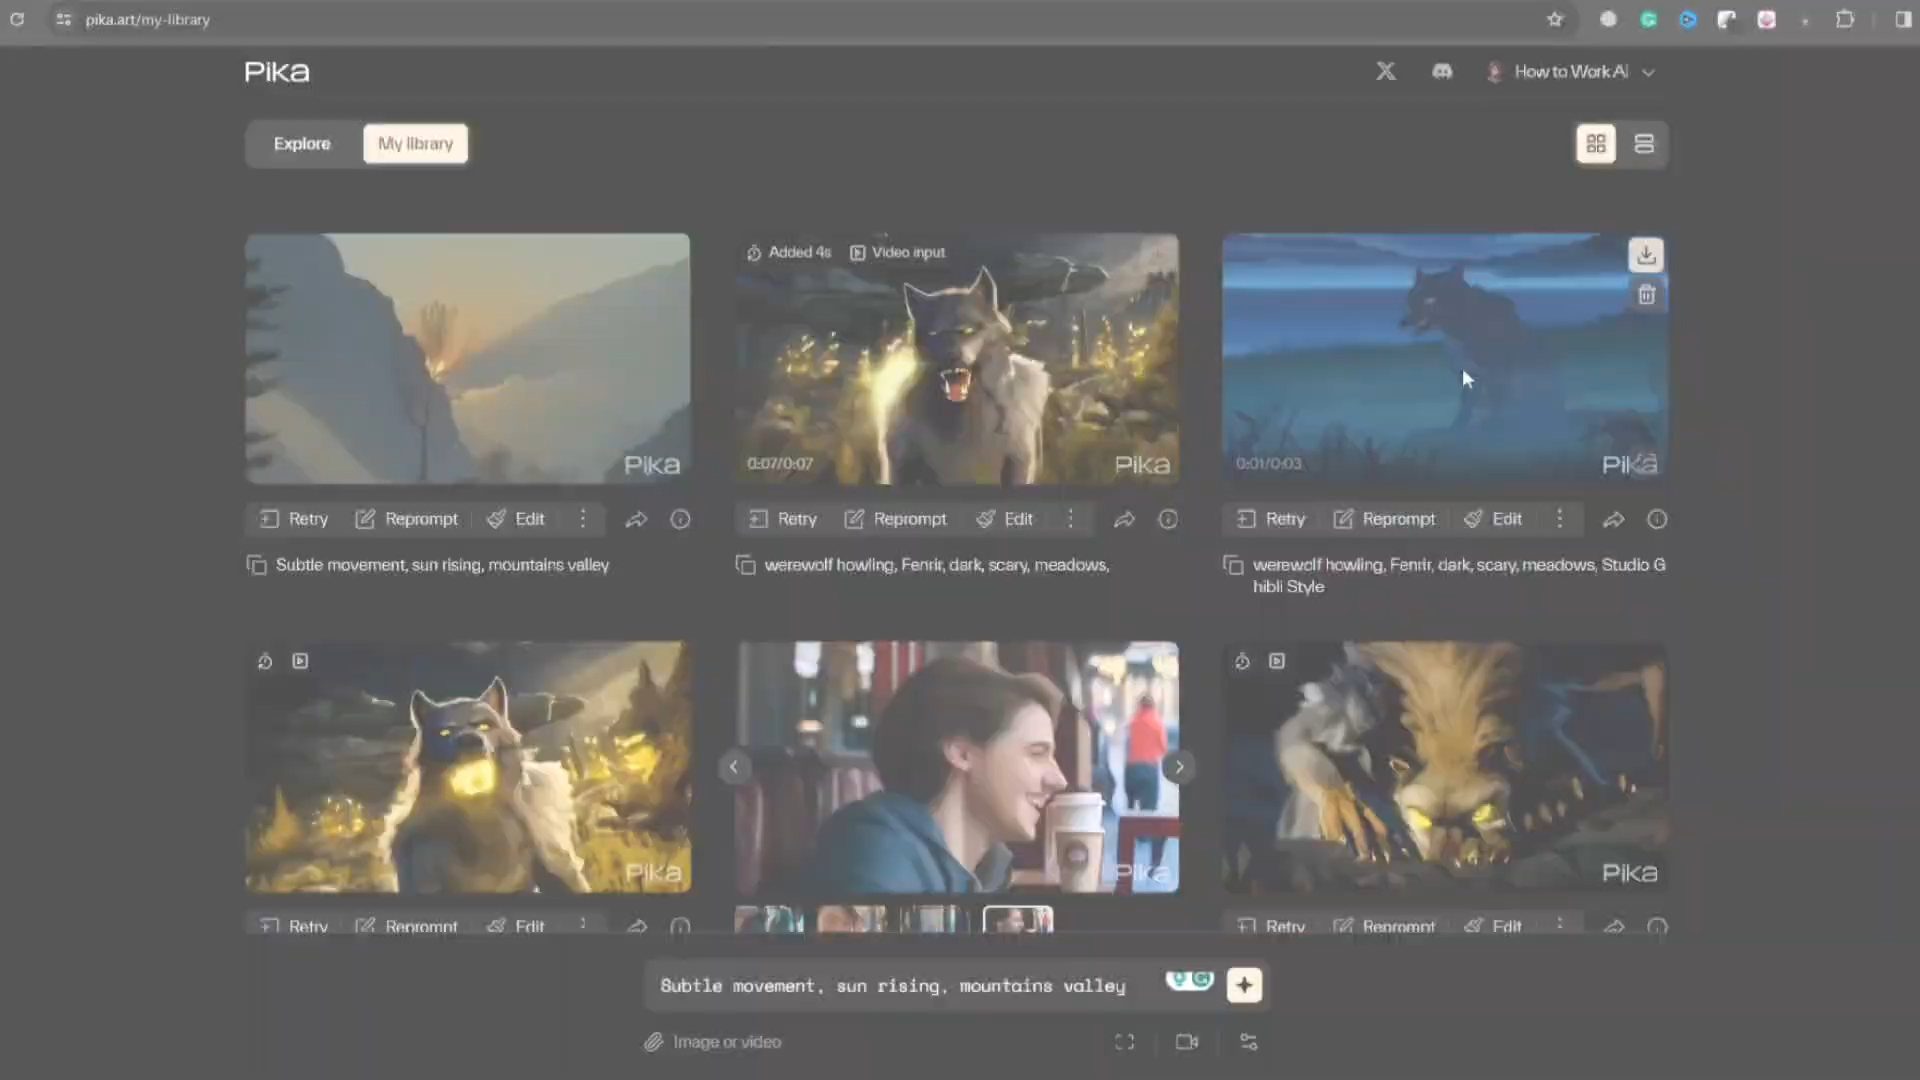 pika.art/my-library
Pika
How to Work AI
Explore
My library
Added 4s
Video input
0:07/0:07
0:01/0:03
Pika
Pika
Pika
Retry
Reprompt
Edit
Retry
Reprompt
Edit
Retry
Reprompt
Edit
Subtle movement, sun rising, mountains valley
werewolf howling, Fenrir, dark, scary, meadows,
werewolf howling, Fenrir, dark, scary, meadows, Studio G
hibli Style
Pika
Pika
Pika
Retry
Reprompt
Edit
Retry
Reprompt
Edit
Subtle movement, sun rising, mountains valley
Image or video